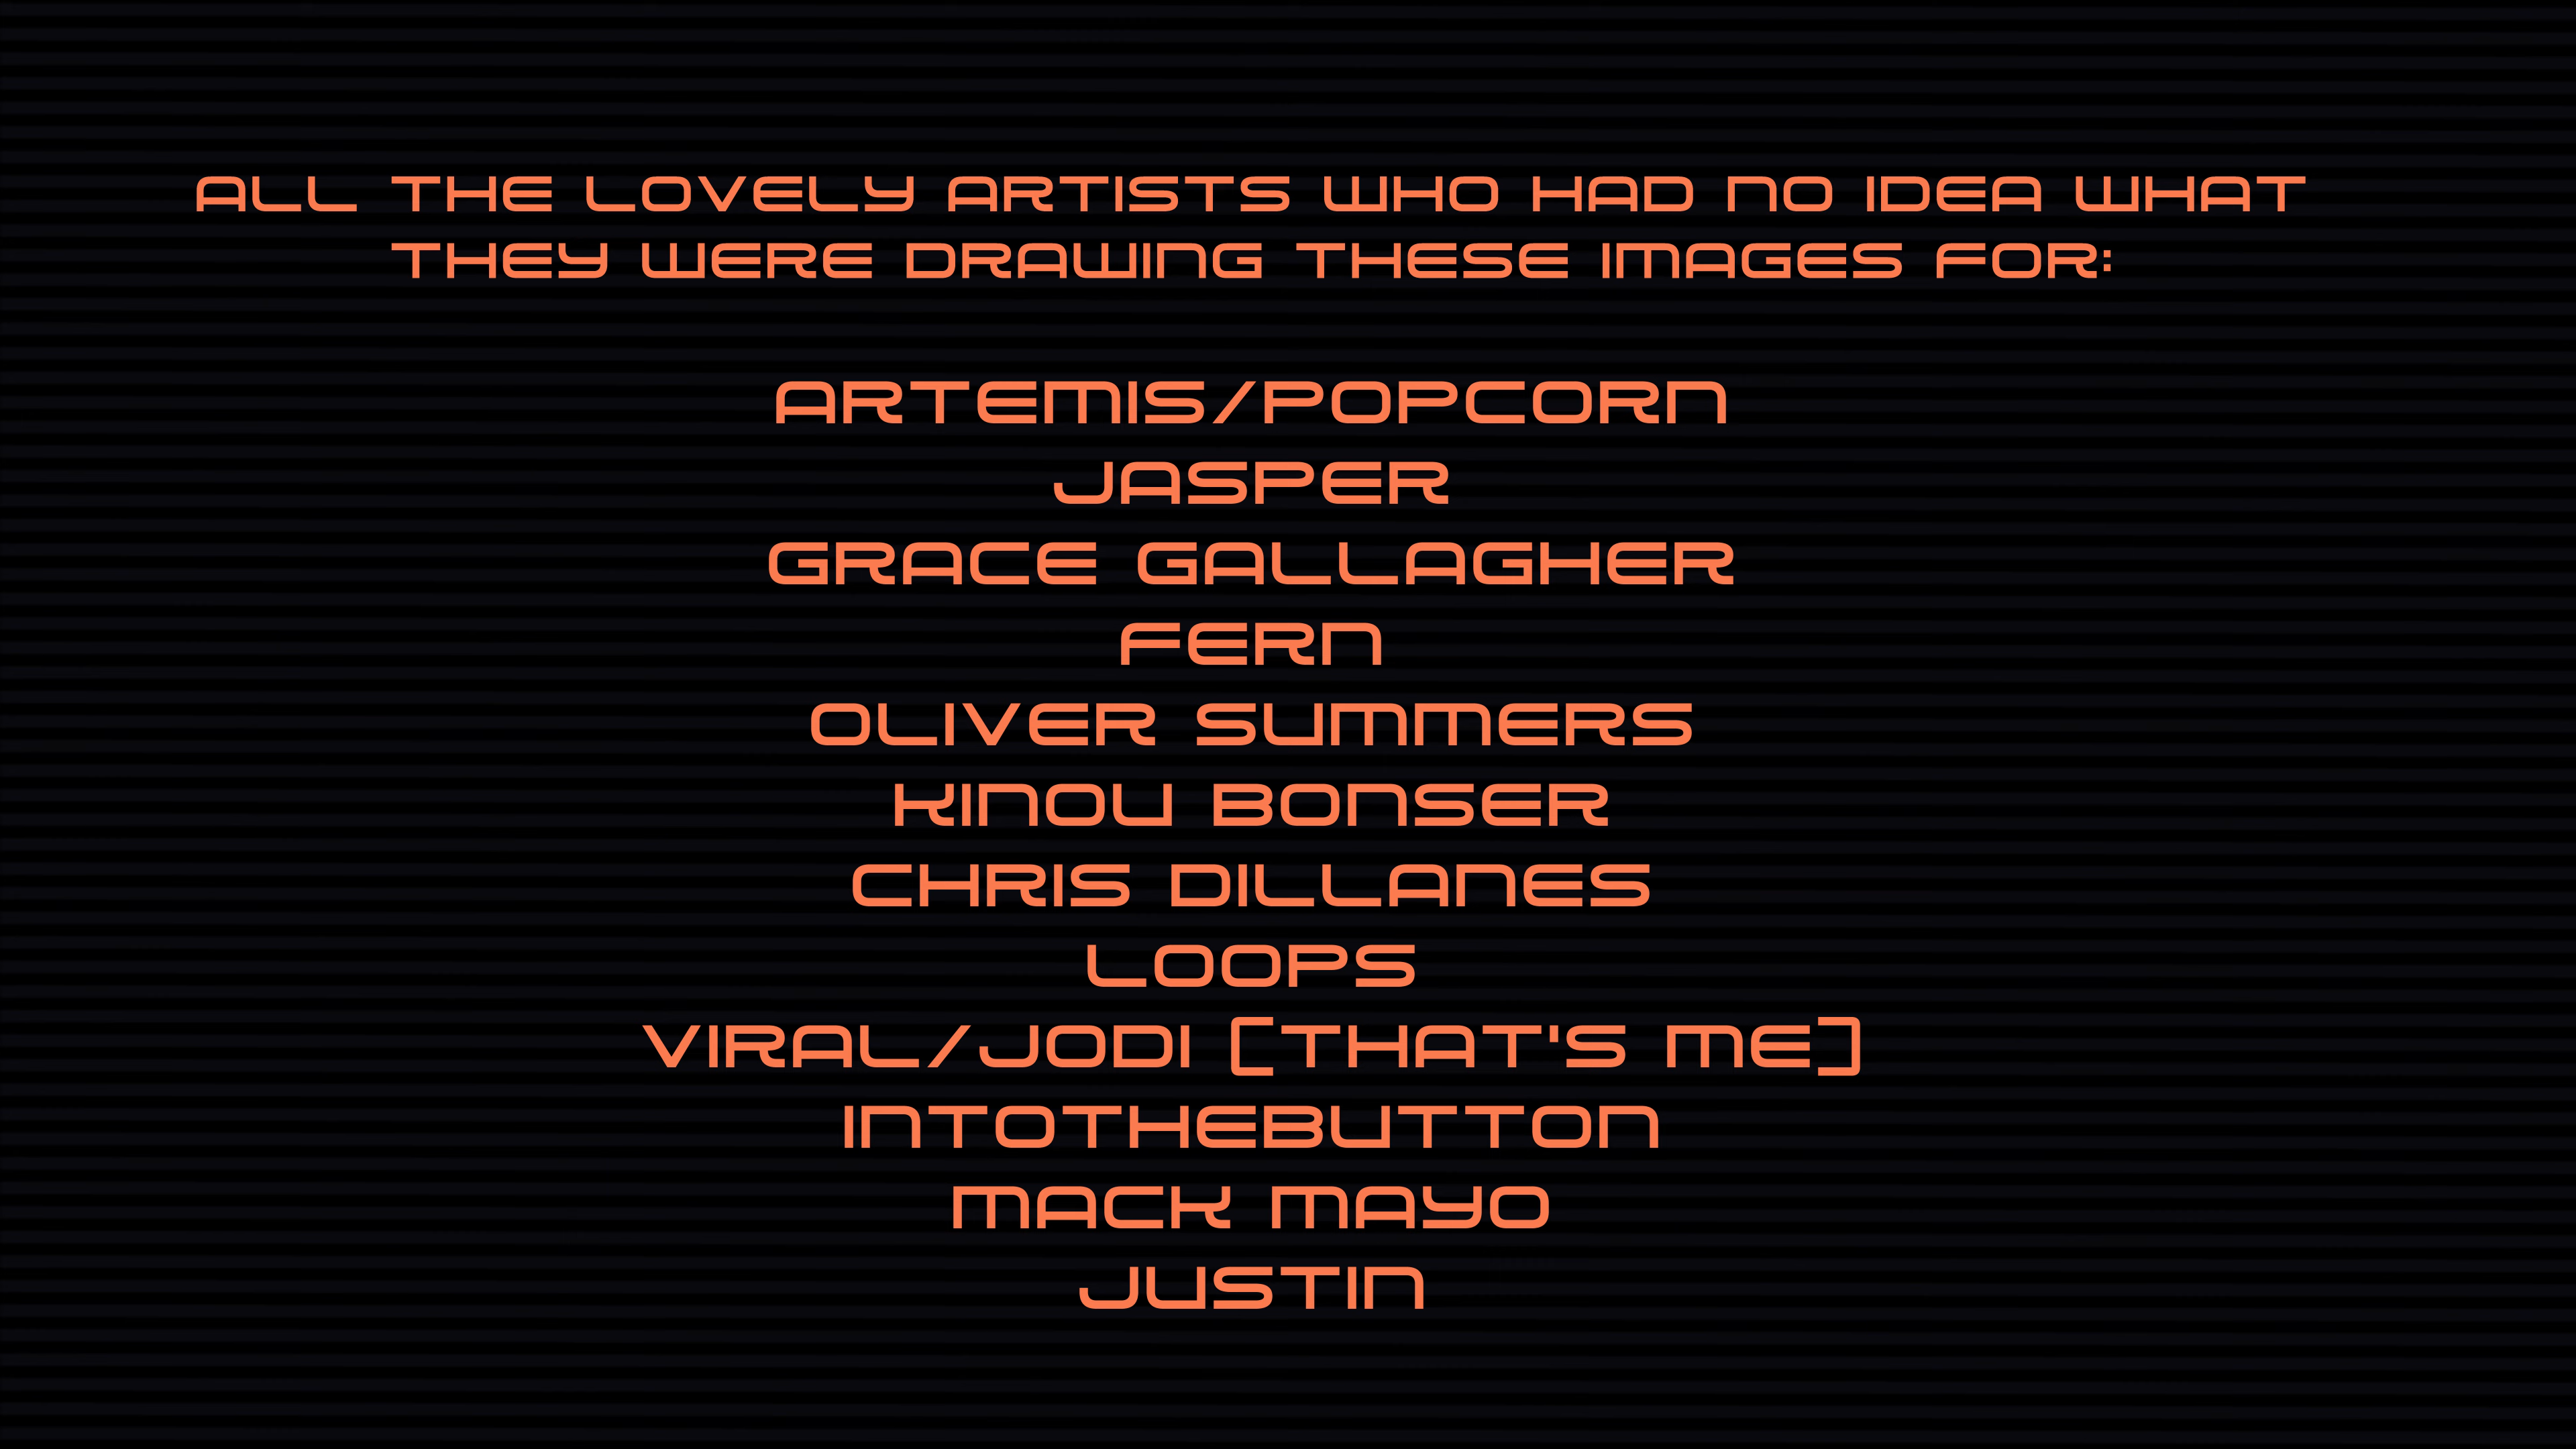 ALL THE LOVELY ARTISTS WHO HAD NO IDEA WHAT
THEY WERE DRAWING THESE IMAGES FOR:
ARTEMIS/POPCORN
JASPER
GRACE GALLAGHER
FERN
OLIVER SUMMERS
KINOU BONSER
CHRIS DILLANES
LOOPS
VIRAL/JODI [THAT'S ME]
INTOTHEBUTTON
MACK MAYO
JUSTIN